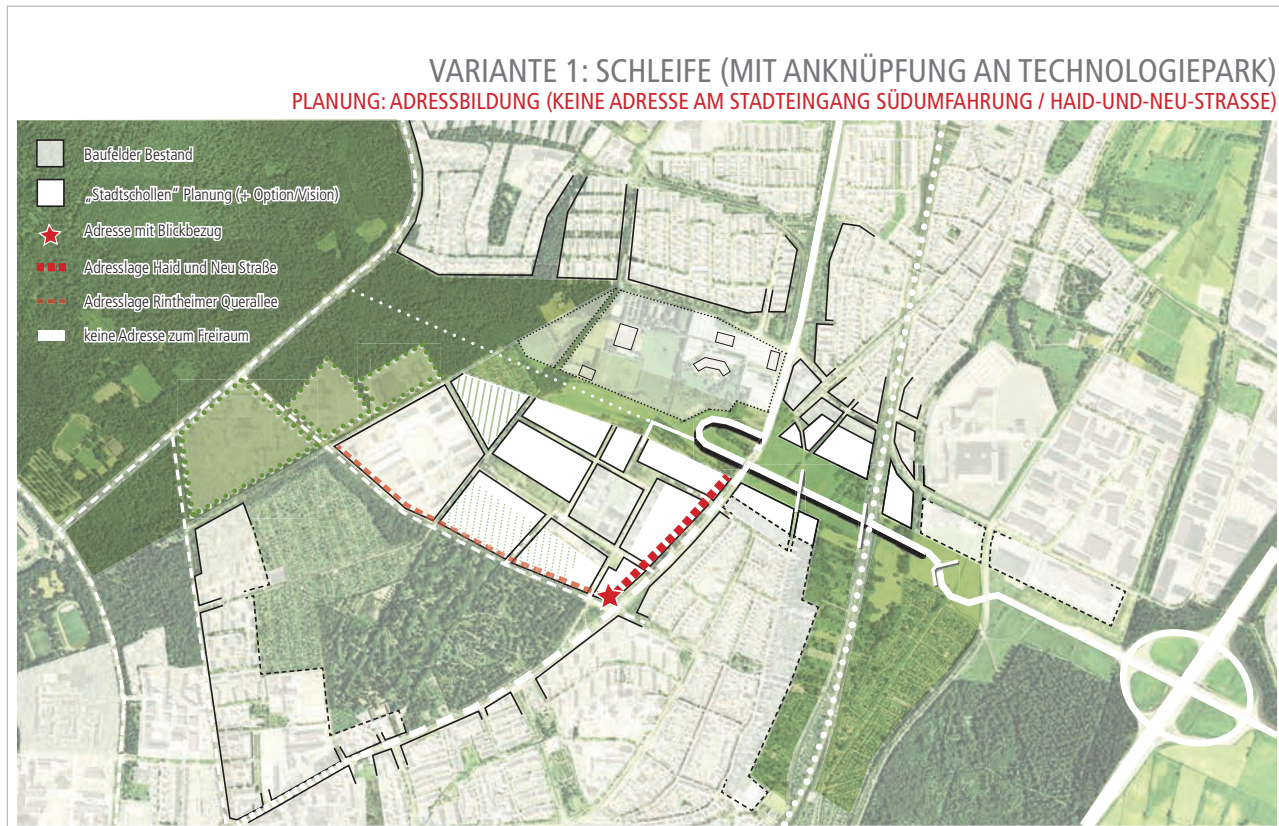 VARIANTE 1: SCHLEIFE (MIT ANKNÜPFUNG AN TECHNOLOGIEPARK)
PLANUNG: ADRESSBILDUNG (KEINE ADRESSE AM STADTEINGANG SÜDUMFAHRUNG / HAID-UND-NEU-STRASSE)
Baufelder Bestand
„Stadtschollen“ Planung (+ Option/Vision)
Adresse mit Blickbezug
Adresslage Haid und Neu Straße
Adresslage Rintheimer Querallee
keine Adresse zum Freiraum